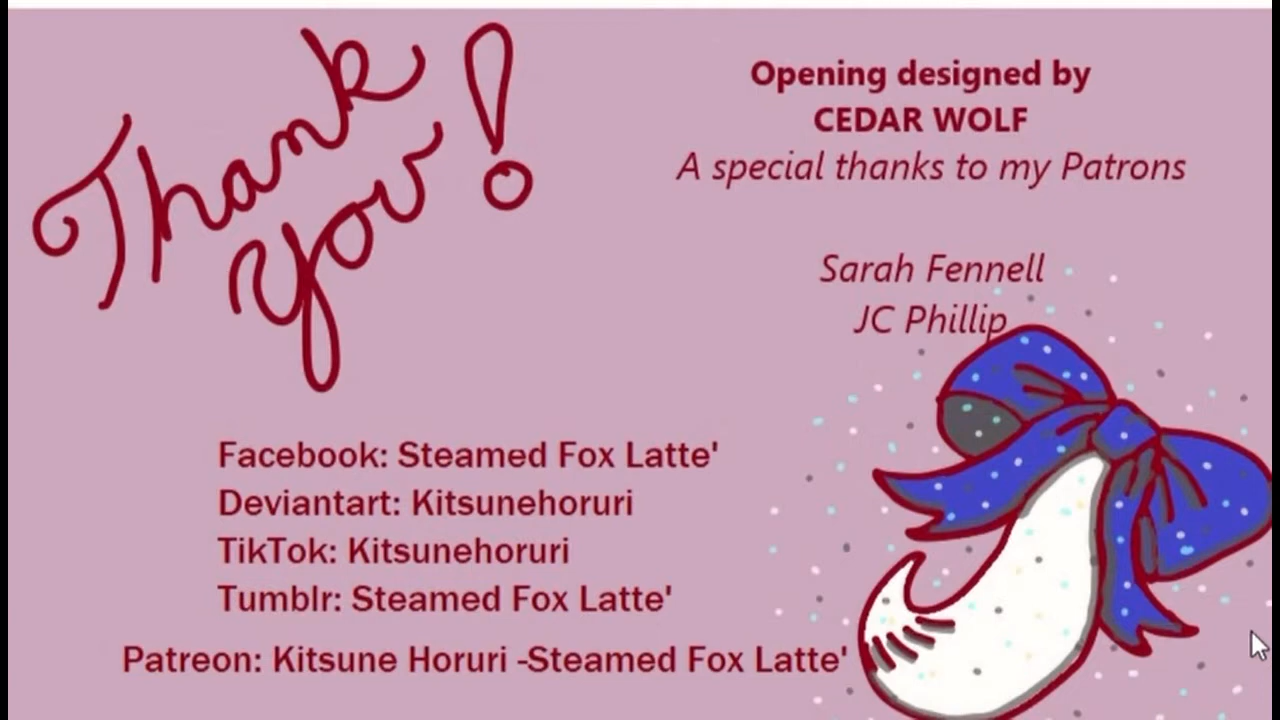 Thank
You!
Opening designed by
CEDAR WOLF
A special thanks to my Patrons
Sarah Fennell
JC Phillip
Facebook: Steamed Fox Latte'
Deviantart: Kitsunehoruri
TikTok: Kitsunehoruri
Tumblr: Steamed Fox Latte'
Patreon: Kitsune Horuri -Steamed Fox Latte'